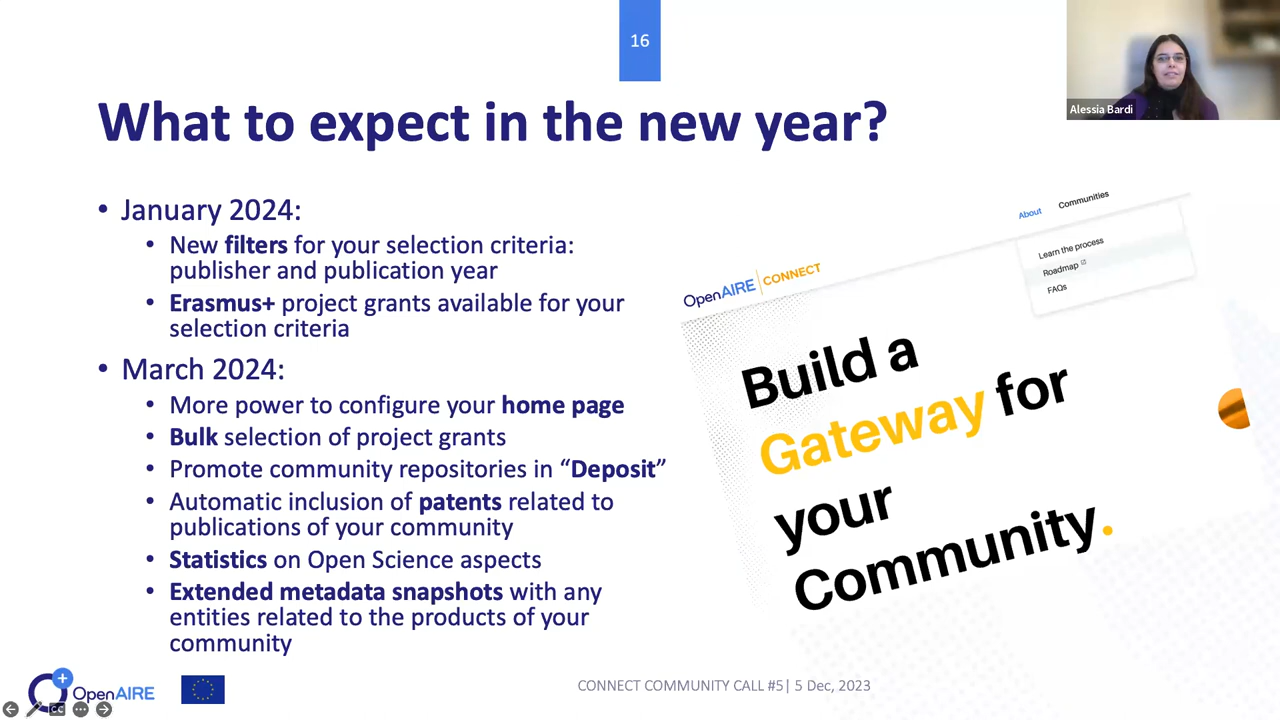 16
Alessia Bardi
What to expect in the new year?
• January 2024:
• New filters for your selection criteria:
publisher and publication year
• Erasmus+ project grants available for your
selection criteria
• March 2024:
• More power to configure your home page
• Bulk selection of project grants
• Promote community repositories in “Deposit”
• Automatic inclusion of patents related to
publications of your community
• Statistics on Open Science aspects
• Extended metadata snapshots with any
entities related to the products of your
community
About Communities
Learn the process
Roadmap
FAQs
OpenAIRE | CONNECT
Build a
Gateway for
your
Community.
OpenAIRE
CC
CONNECT COMMUNITY CALL #5| 5 Dec, 2023